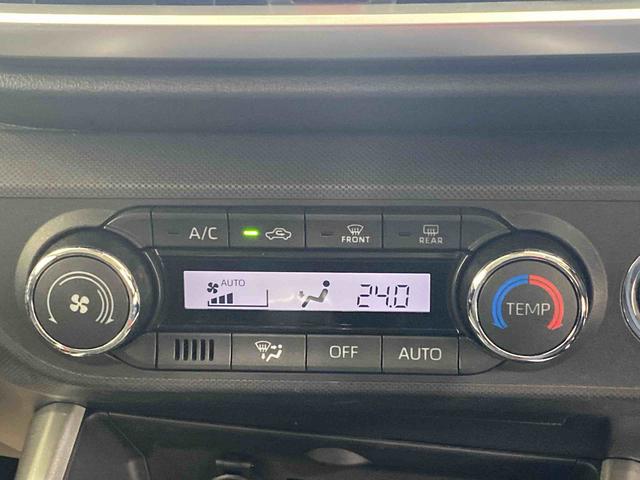 A/C FRONT REAR
AUTO
24.0
TEMP
OFF AUTO